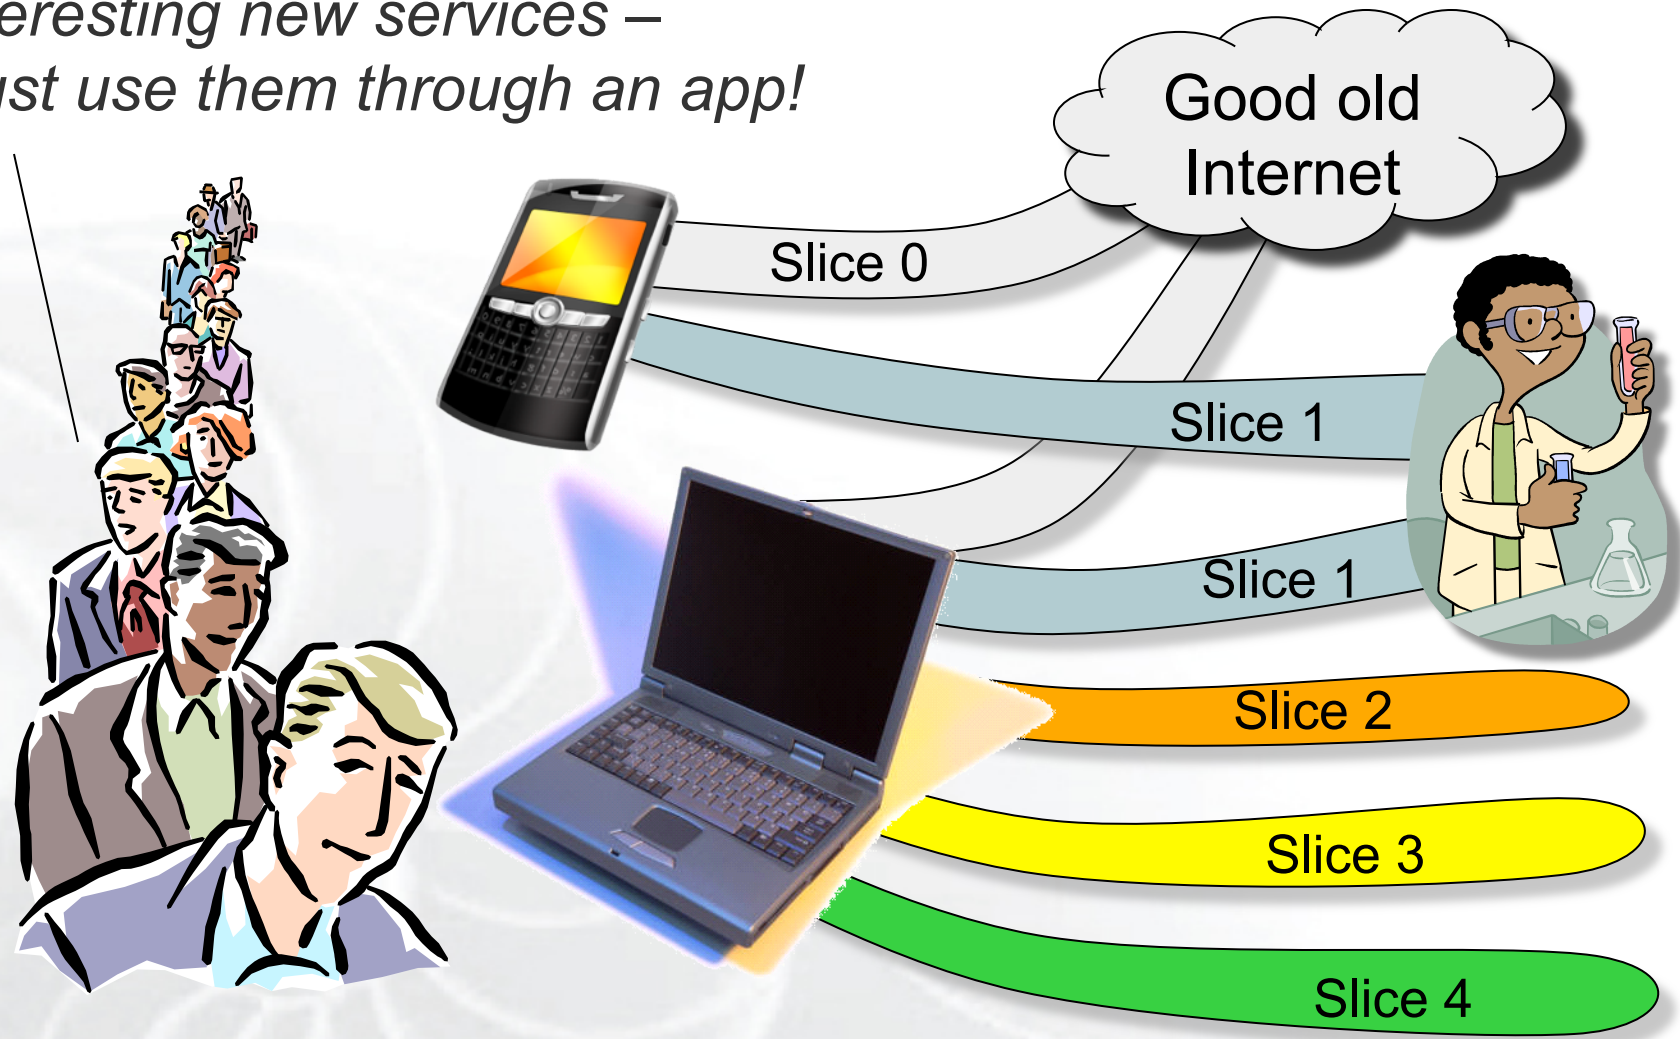 eresting new services –
ust use them through an app!
Good old
Internet
Slice 0
Slice 1
Slice 1
Slice 2
Slice 3
Slice 4